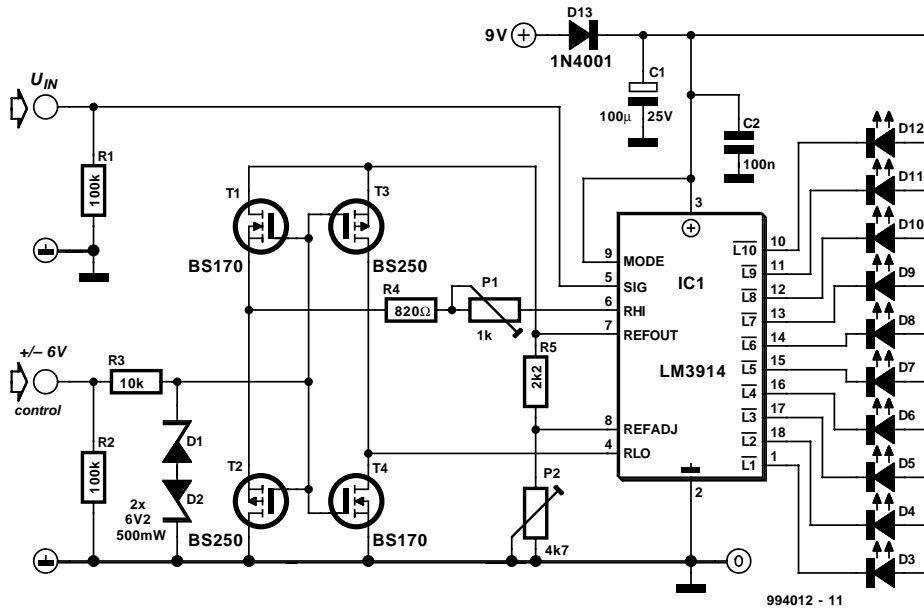 D13
9V
1N4001
C1
100µ 25V
C2
100n
UIN
R1
100k
T1
T3
BS170
BS250
R4
820Ω
P1
1k
R5
2k2
P2
4k7
+/– 6V
control
R3
10k
R2
100k
D1
D2
2x
6V2
500mW
T2
T4
BS250
BS170
3
9
MODE
5
SIG
6
RHI
7
REFOUT
8
REFADJ
4
RLO
2
IC1
LM3914
L10
10
L9
11
L8
12
L7
13
L6
14
L5
15
L4
16
L3
17
L2
18
L1
1
D12
D11
D10
D9
D8
D7
D6
D5
D4
D3
0
994012 - 11